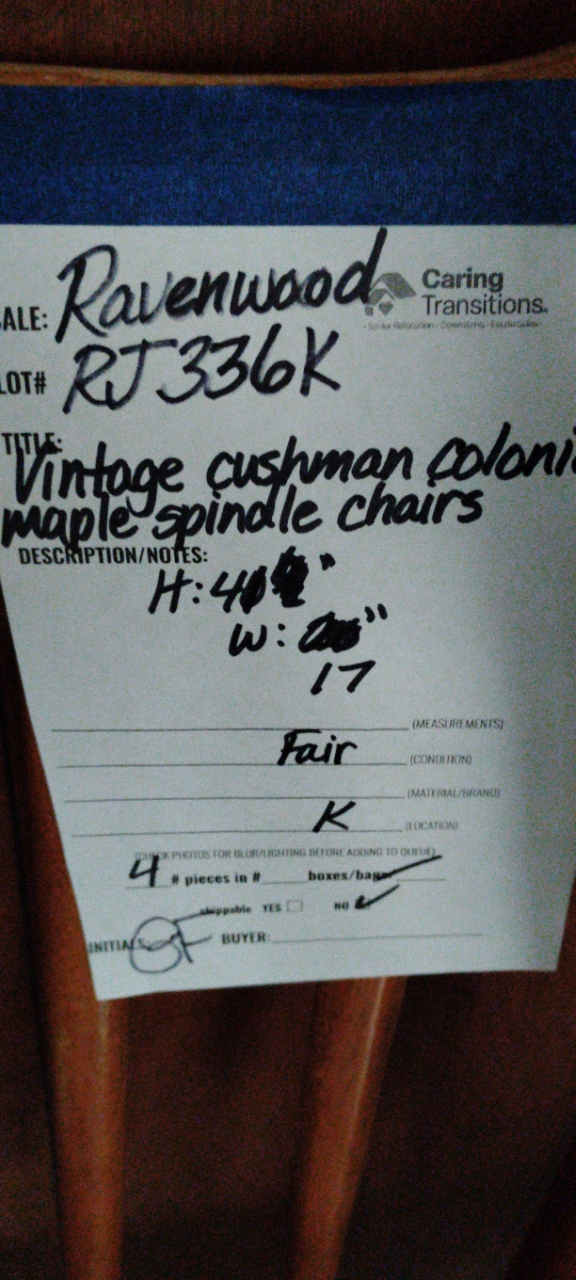 Caring
SALE: Ravenwood Transitions.
LOT# RJ336K
TITLE:
Vintage cushman coloni
maple spindle chairs
DESCRIPTION/NOTES:
H: 40"
W: "
17
(MEASUREMENTS)
Fair (CONDITION)
(MATERIAL/BRAND)
K (LOCATION)
(CHECK PHOTOS FOR BLUR/LIGHTING BEFORE ADDING TO QUEUE)
4 # pieces in # boxes/bags
shippable YES NO ✓
INITIALS BUYER: